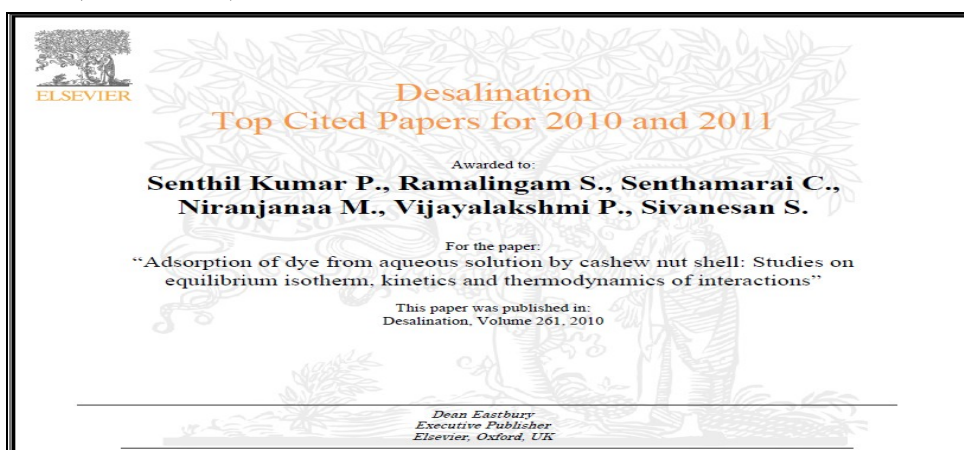 ELSEVIER
Desalination
Top Cited Papers for 2010 and 2011
Awarded to:
Senthil Kumar P., Ramalingam S., Senthamarai C.,
Niranjanaa M., Vijayalakshmi P., Sivanesan S.
NON SOLUS
For the paper:
“Adsorption of dye from aqueous solution by cashew nut shell: Studies on
equilibrium isotherm, kinetics and thermodynamics of interactions”
This paper was published in:
Desalination, Volume 261, 2010
Dean Eastbury
Executive Publisher
Elsevier, Oxford, UK